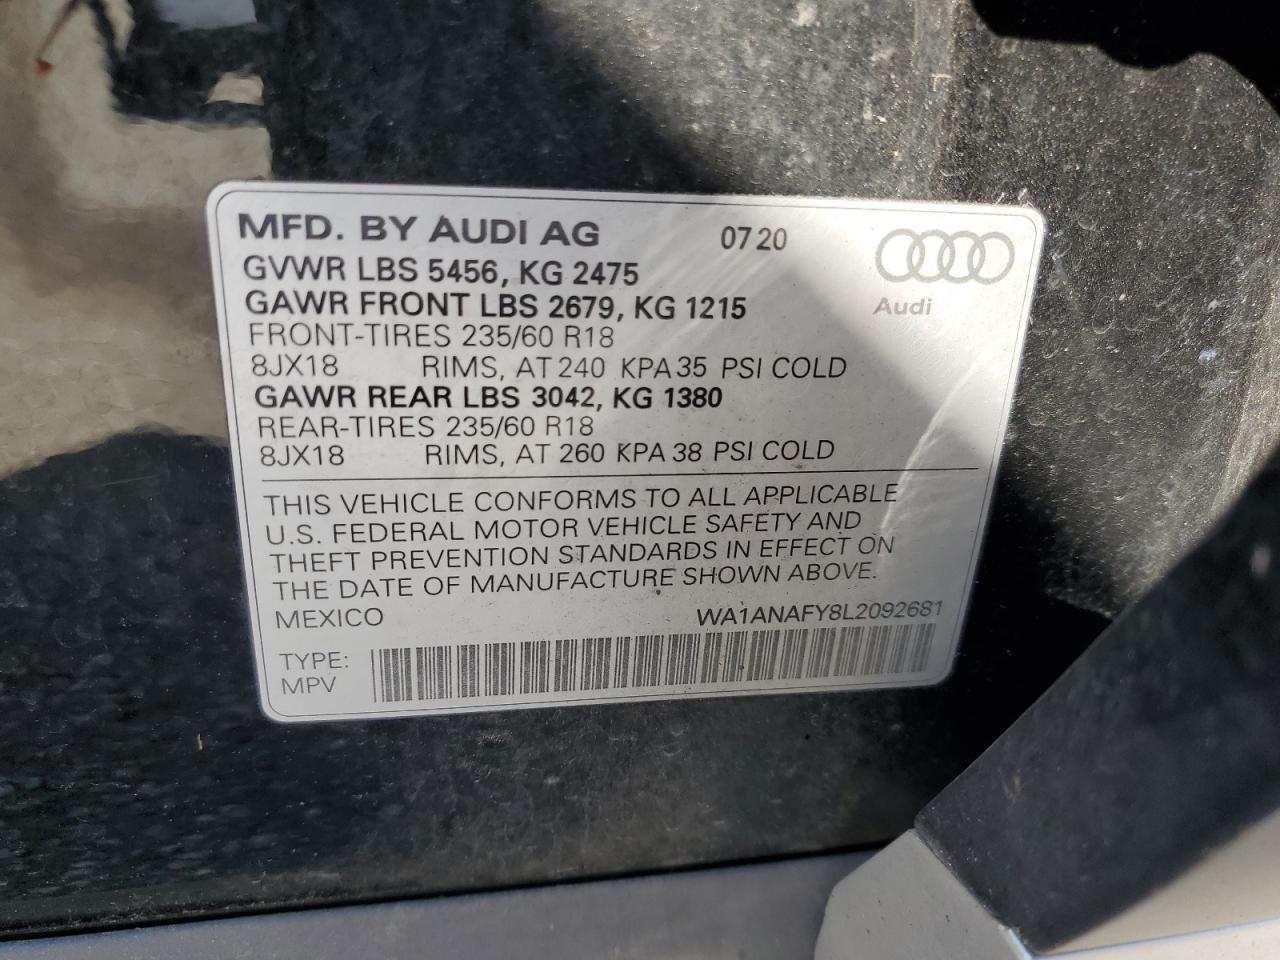 MFD. BY AUDI AG 07 20
GVWR LBS 5456, KG 2475
GAWR FRONT LBS 2679, KG 1215
Audi
FRONT-TIRES 235/60 R18
8JX18 RIMS, AT 240 KPA 35 PSI COLD
GAWR REAR LBS 3042, KG 1380
REAR-TIRES 235/60 R18
8JX18 RIMS, AT 260 KPA 38 PSI COLD
THIS VEHICLE CONFORMS TO ALL APPLICABLE
U.S. FEDERAL MOTOR VEHICLE SAFETY AND
THEFT PREVENTION STANDARDS IN EFFECT ON
THE DATE OF MANUFACTURE SHOWN ABOVE.
MEXICO WA1ANAFY8L2092681
TYPE:
MPV